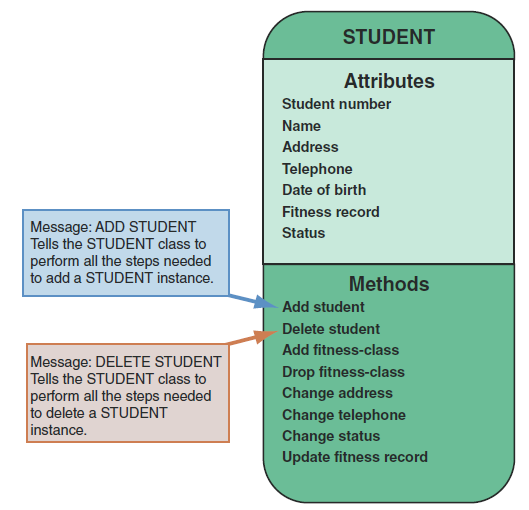 STUDENT
Attributes
Student number
Name
Address
Telephone
Date of birth
Fitness record
Status
Message: ADD STUDENT
Tells the STUDENT class to
perform all the steps needed
to add a STUDENT instance.
Methods
Add student
Delete student
Add fitness-class
Drop fitness-class
Change address
Change telephone
Change status
Update fitness record
Message: DELETE STUDENT
Tells the STUDENT class to
perform all the steps needed
to delete a STUDENT
instance.